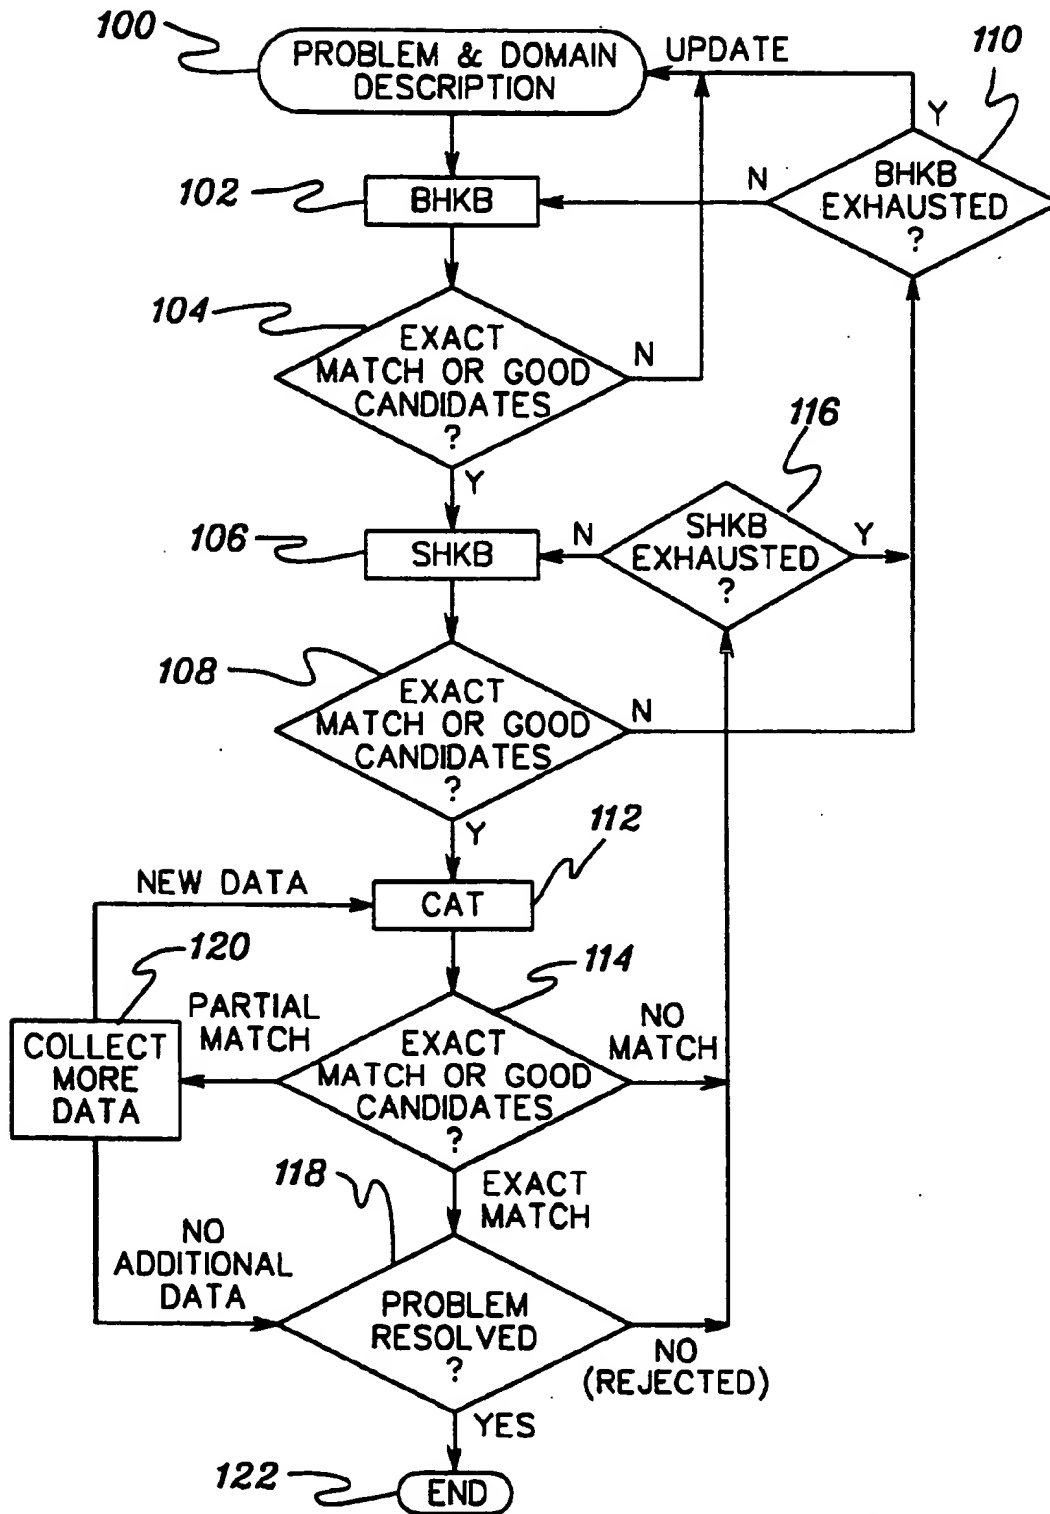 100
PROBLEM & DOMAIN
DESCRIPTION
UPDATE
110
Y
102
BHKB
N
BHKB
EXHAUSTED
?
104
EXACT
MATCH OR GOOD
CANDIDATES
?
N
Y
116
106
SHKB
N
SHKB
EXHAUSTED
?
Y
108
EXACT
MATCH OR GOOD
CANDIDATES
?
N
Y
112
NEW DATA
CAT
120
114
COLLECT
MORE
DATA
PARTIAL
MATCH
EXACT
MATCH OR GOOD
CANDIDATES
?
NO
MATCH
118
EXACT
MATCH
NO
ADDITIONAL
DATA
PROBLEM
RESOLVED
?
NO
(REJECTED)
YES
122
END